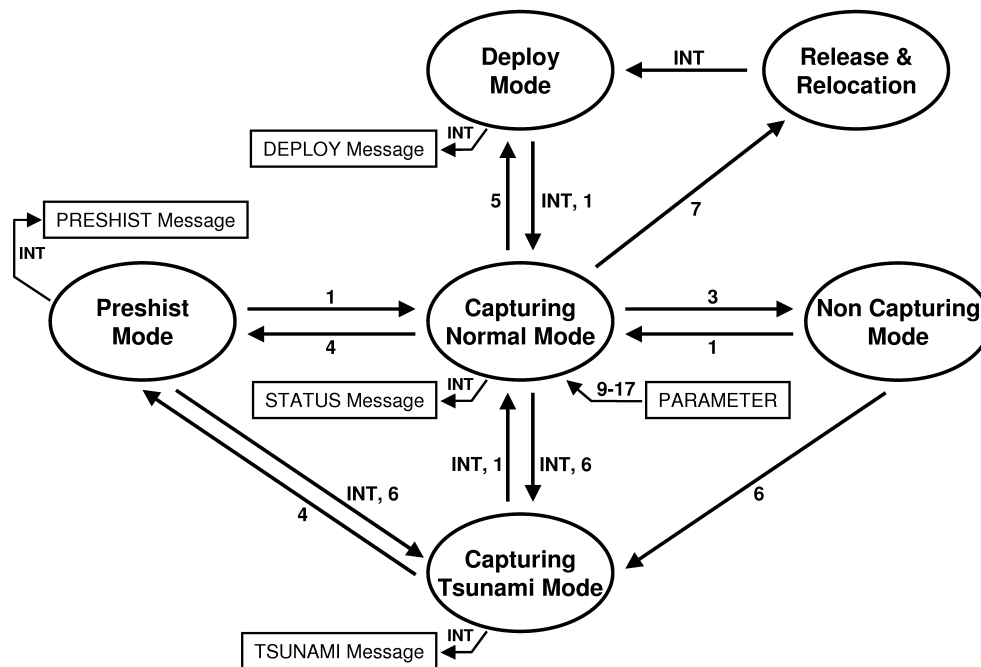 Deploy
Mode
INT
Release &
Relocation
INT
DEPLOY Message
5
INT, 1
7
PRESHIST Message
INT
Preshist
Mode
1
4
Capturing
Normal Mode
3
1
Non Capturing
Mode
INT
STATUS Message
9-17
PARAMETER
INT, 1
INT, 6
INT, 6
4
6
Capturing
Tsunami Mode
INT
TSUNAMI Message